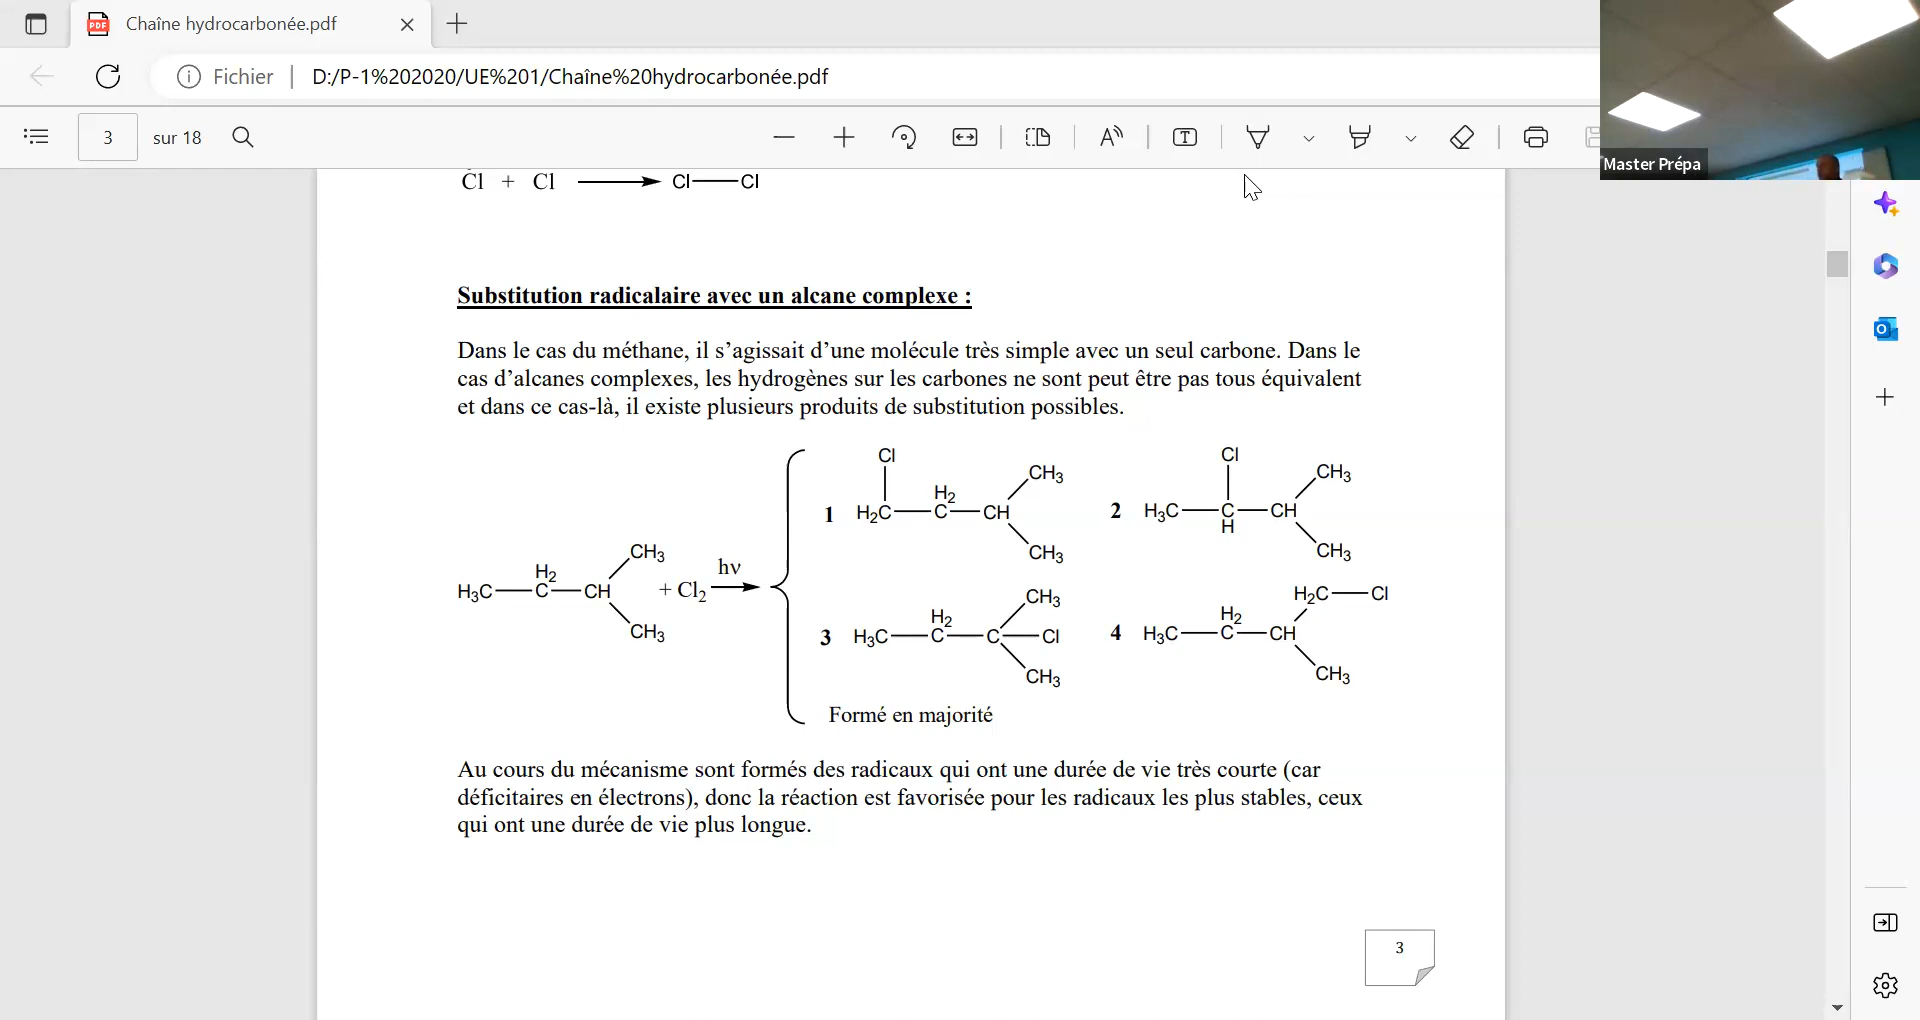 Chaîne hydrocarbonée.pdf
Fichier | D:/P-1%202020/UE%201/Chaîne%20hydrocarbonée.pdf
3 sur 18
Master Prépa
Cl + Cl Cl—Cl
Substitution radicalaire avec un alcane complexe :
Dans le cas du méthane, il s’agissait d’une molécule très simple avec un seul carbone. Dans le
cas d’alcanes complexes, les hydrogènes sur les carbones ne sont peut être pas tous équivalent
et dans ce cas-là, il existe plusieurs produits de substitution possibles.
H3C—C—CH
H2
CH3
CH3
+ Cl2
hν
1
Cl
H2C—C—CH
H2
CH3
CH3
2
Cl
H3C—C—CH
H
CH3
CH3
3
H3C—C—C—Cl
H2
CH3
CH3
4
H3C—C—CH
H2
H2C—Cl
CH3
Formé en majorité
Au cours du mécanisme sont formés des radicaux qui ont une durée de vie très courte (car
déficitaires en électrons), donc la réaction est favorisée pour les radicaux les plus stables, ceux
qui ont une durée de vie plus longue.
3